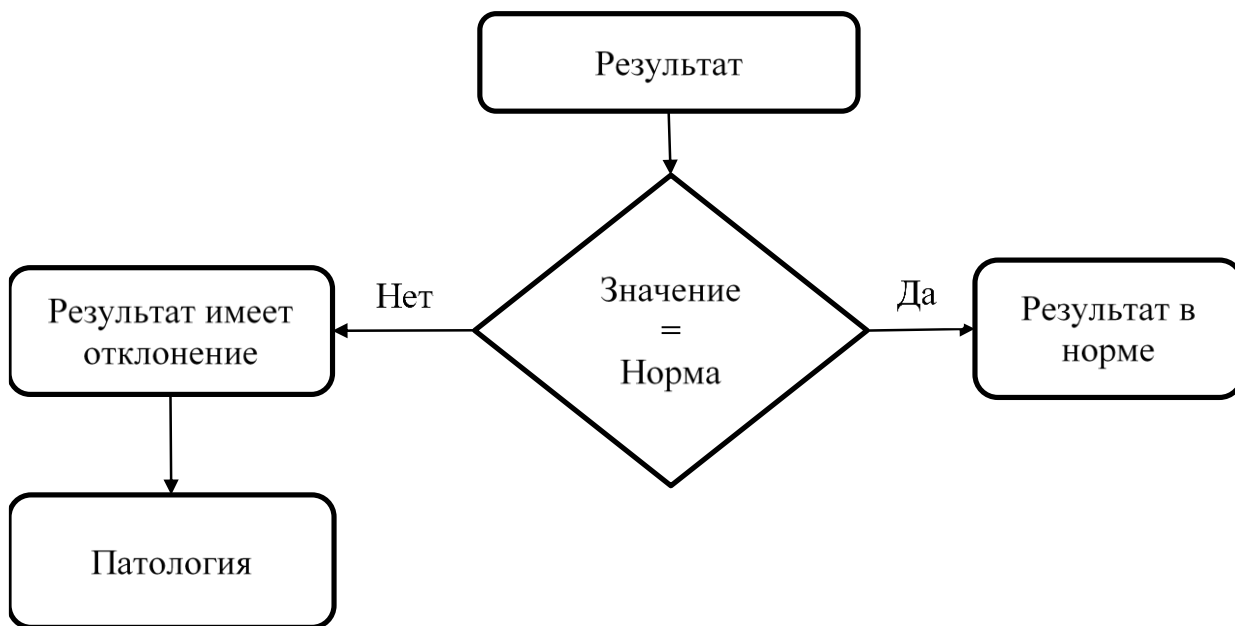 Результат
Нет
Значение
=
Норма
Да
Результат имеет
отклонение
Результат в
норме
Патология